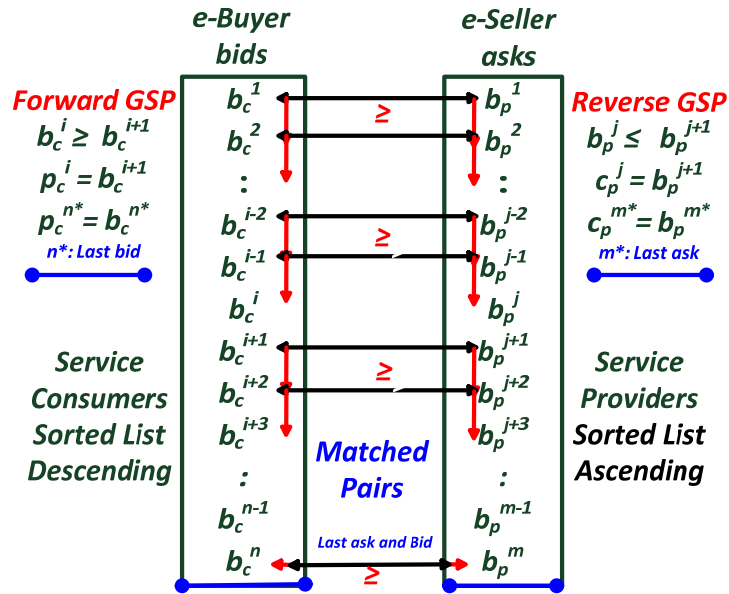 e-Buyer
bids
e-Seller
asks
Forward GSP
b_c^i ≥ b_c^{i+1}
p_c^i = b_c^{i+1}
p_c^{n*} = b_c^{n*}
n*: Last bid
Service
Consumers
Sorted List
Descending
b_c^1
b_c^2
:
b_c^{i-2}
b_c^{i-1}
b_c^i
b_c^{i+1}
b_c^{i+2}
b_c^{i+3}
:
b_c^{n-1}
b_c^n
≥
≥
≥
Matched
Pairs
Last ask and Bid
≥
b_p^1
b_p^2
:
b_p^{j-2}
b_p^{j-1}
b_p^j
b_p^{j+1}
b_p^{j+2}
b_p^{j+3}
:
b_p^{m-1}
b_p^m
Reverse GSP
b_p^j ≤ b_p^{j+1}
c_p^j = b_p^{j+1}
c_p^{m*} = b_p^{m*}
m*: Last ask
Service
Providers
Sorted List
Ascending